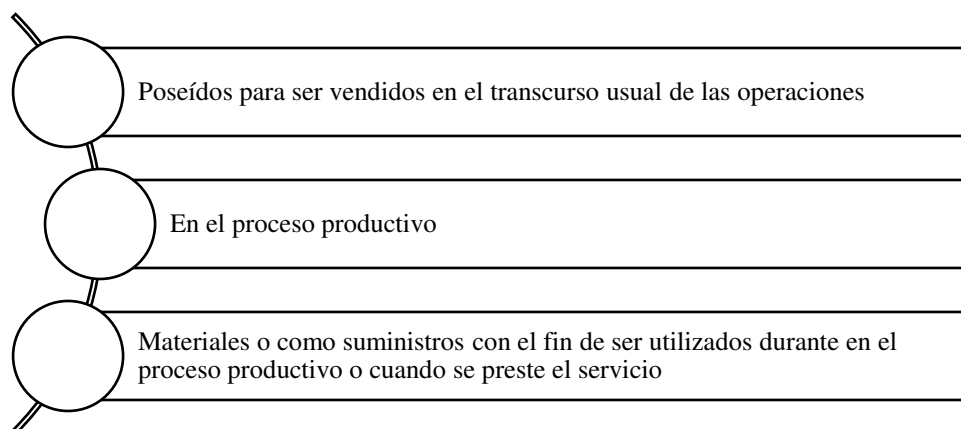 Poseídos para ser vendidos en el transcurso usual de las operaciones
En el proceso productivo
Materiales o como suministros con el fin de ser utilizados durante en el
proceso productivo o cuando se preste el servicio